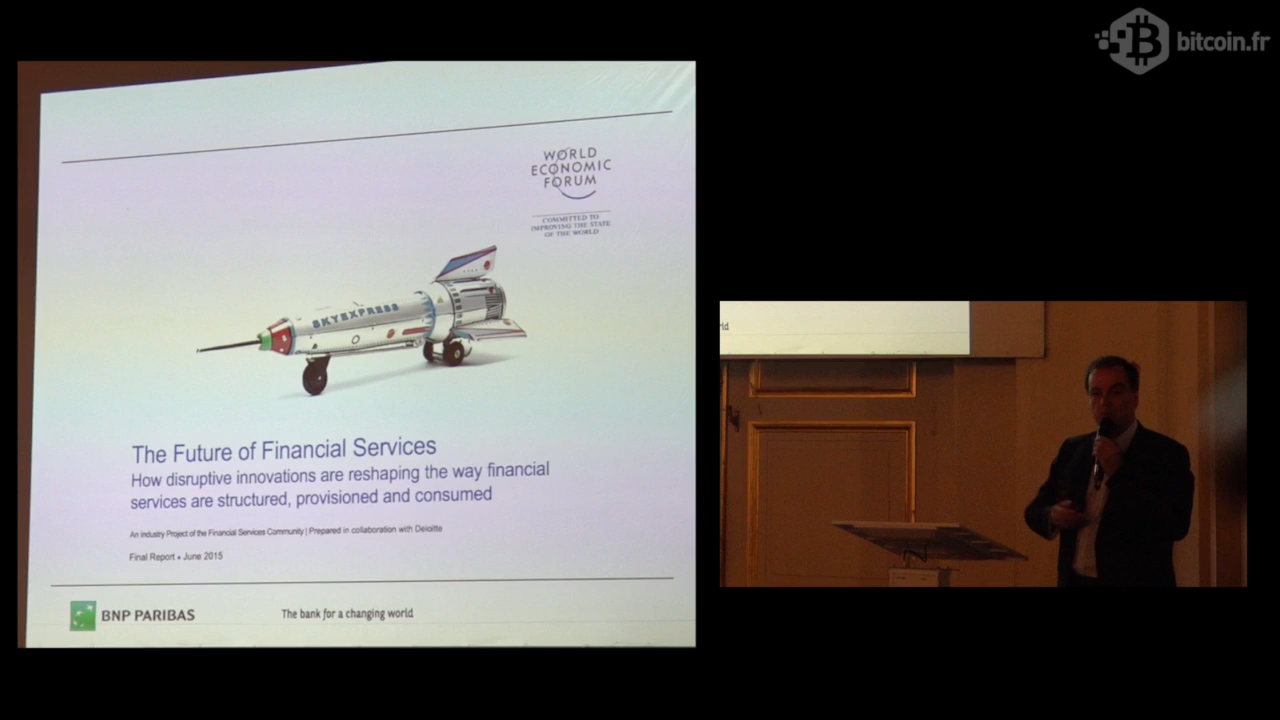 bitcoin.fr
WORLD
ECONOMIC
FORUM
COMMITTED TO
IMPROVING THE STATE
OF THE WORLD
SKYEXPRESS
The Future of Financial Services
How disruptive innovations are reshaping the way financial
services are structured, provisioned and consumed
An Industry Project of the Financial Services Community | Prepared in collaboration with Deloitte
Final Report • June 2015
BNP PARIBAS
The bank for a changing world
rld